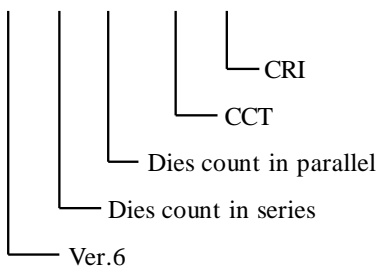 CRI
CCT
Dies count in parallel
Dies count in series
Ver.6